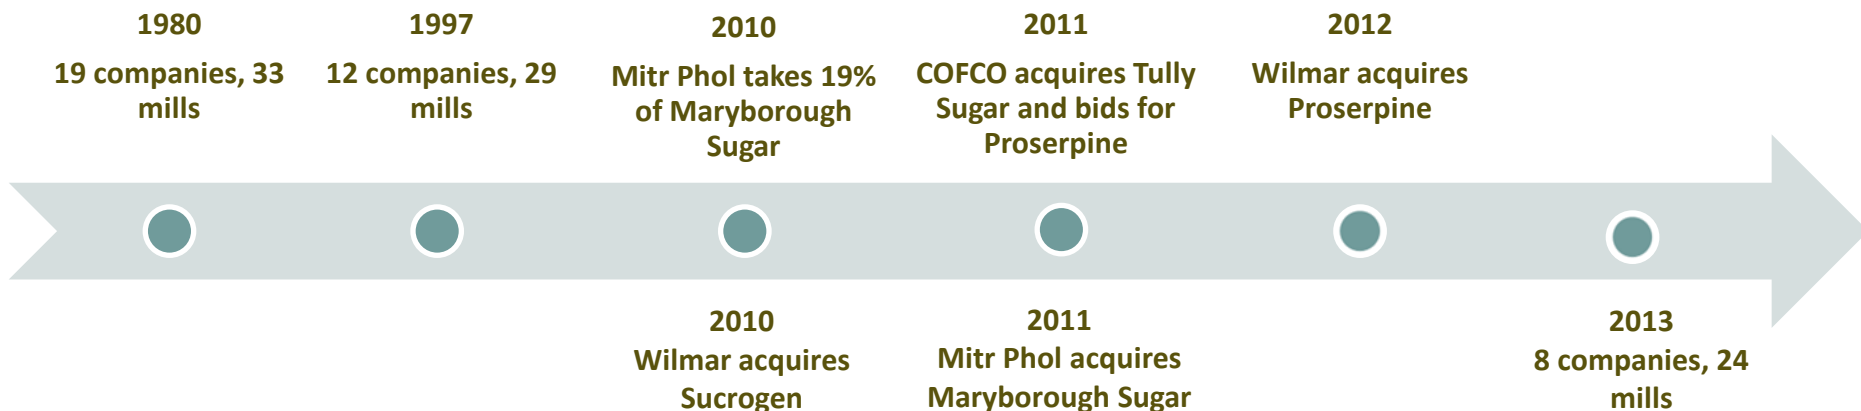 1980
19 companies, 33
mills
1997
12 companies, 29
mills
2010
Mitr Phol takes 19%
of Maryborough
Sugar
2011
COFCO acquires Tully
Sugar and bids for
Proserpine
2012
Wilmar acquires
Proserpine
2010
Wilmar acquires
Sucrogen
2011
Mitr Phol acquires
Maryborough Sugar
2013
8 companies, 24
mills